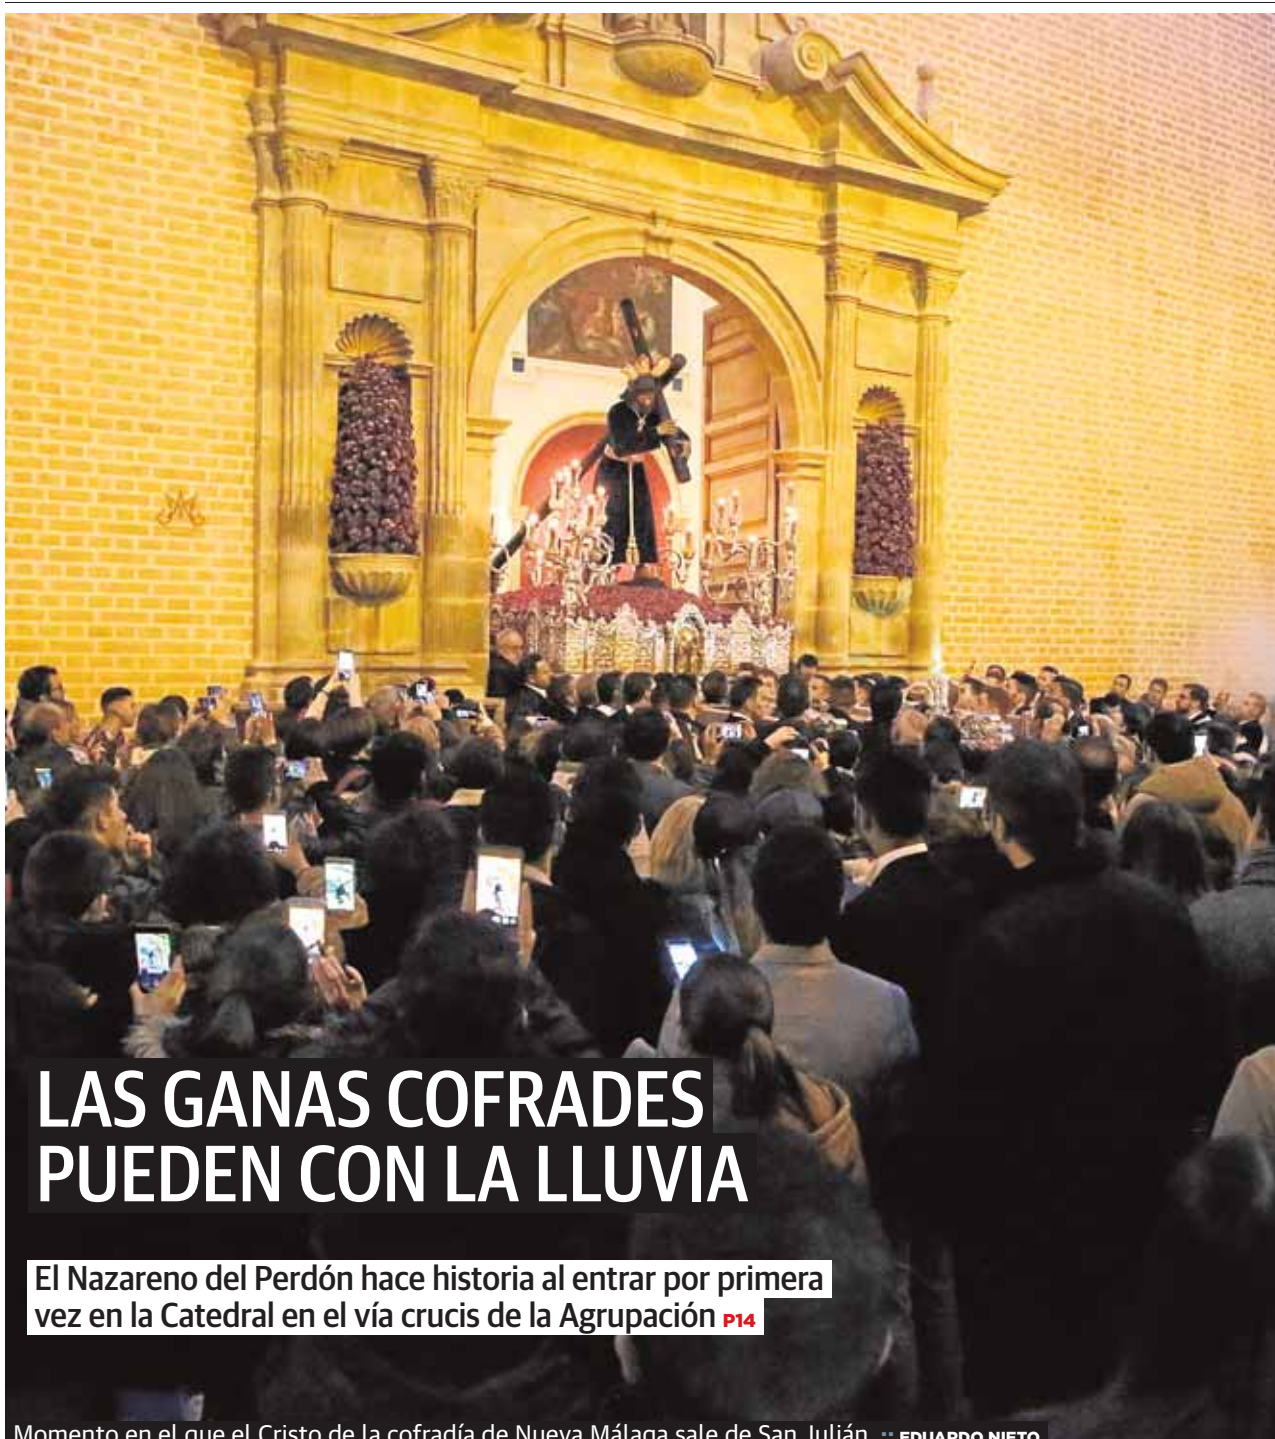 LAS GANAS COFRADES
PUEDEN CON LA LLUVIA
El Nazareno del Perdón hace historia al entrar por primera
vez en la Catedral en el vía crucis de la Agrupación P14
Momento en el que el Cristo de la cofradía de Nueva Málaga sale de San Julián. :: EDUARDO NIETO